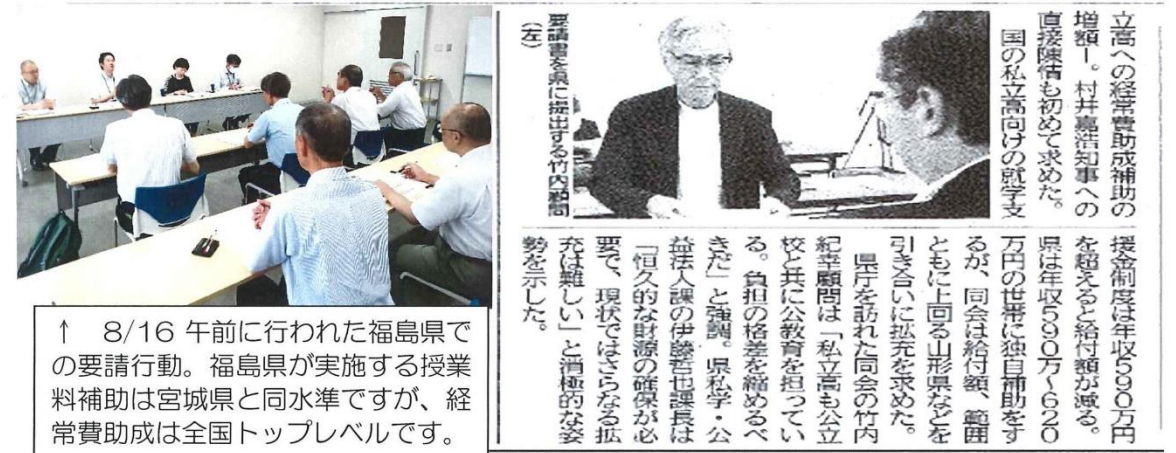 立高への経常費助成補助の
増額ー。村井嘉浩知事への
直接陳情も初めて求めた。
国の私立高向けの就学支
要請書を県に提出する竹内顧問
(左)
援金制度は年収590万円
を超えると給付額が減る。
県は年収590万~620
万円の世帯に独自補助をす
るが、同会は給付額、範囲
ともに上回る山形県などを
引き合いに拡充を求めた。
県庁を訪れた同会の竹内
紀幸顧問は「私立高も公立
校と共に公教育を担ってい
る。負担の格差を縮めるべ
きだ」と強調。県私学・公
益法人課の伊藤哲也課長は
「恒久的な財源の確保が必
要で、現状ではさらなる拡
充は難しい」と消極的な姿
勢を示した。
↑ 8/16 午前に行われた福島県で
の要請行動。福島県が実施する授業
料補助は宮城県と同水準ですが、経
常費助成は全国トップレベルです。